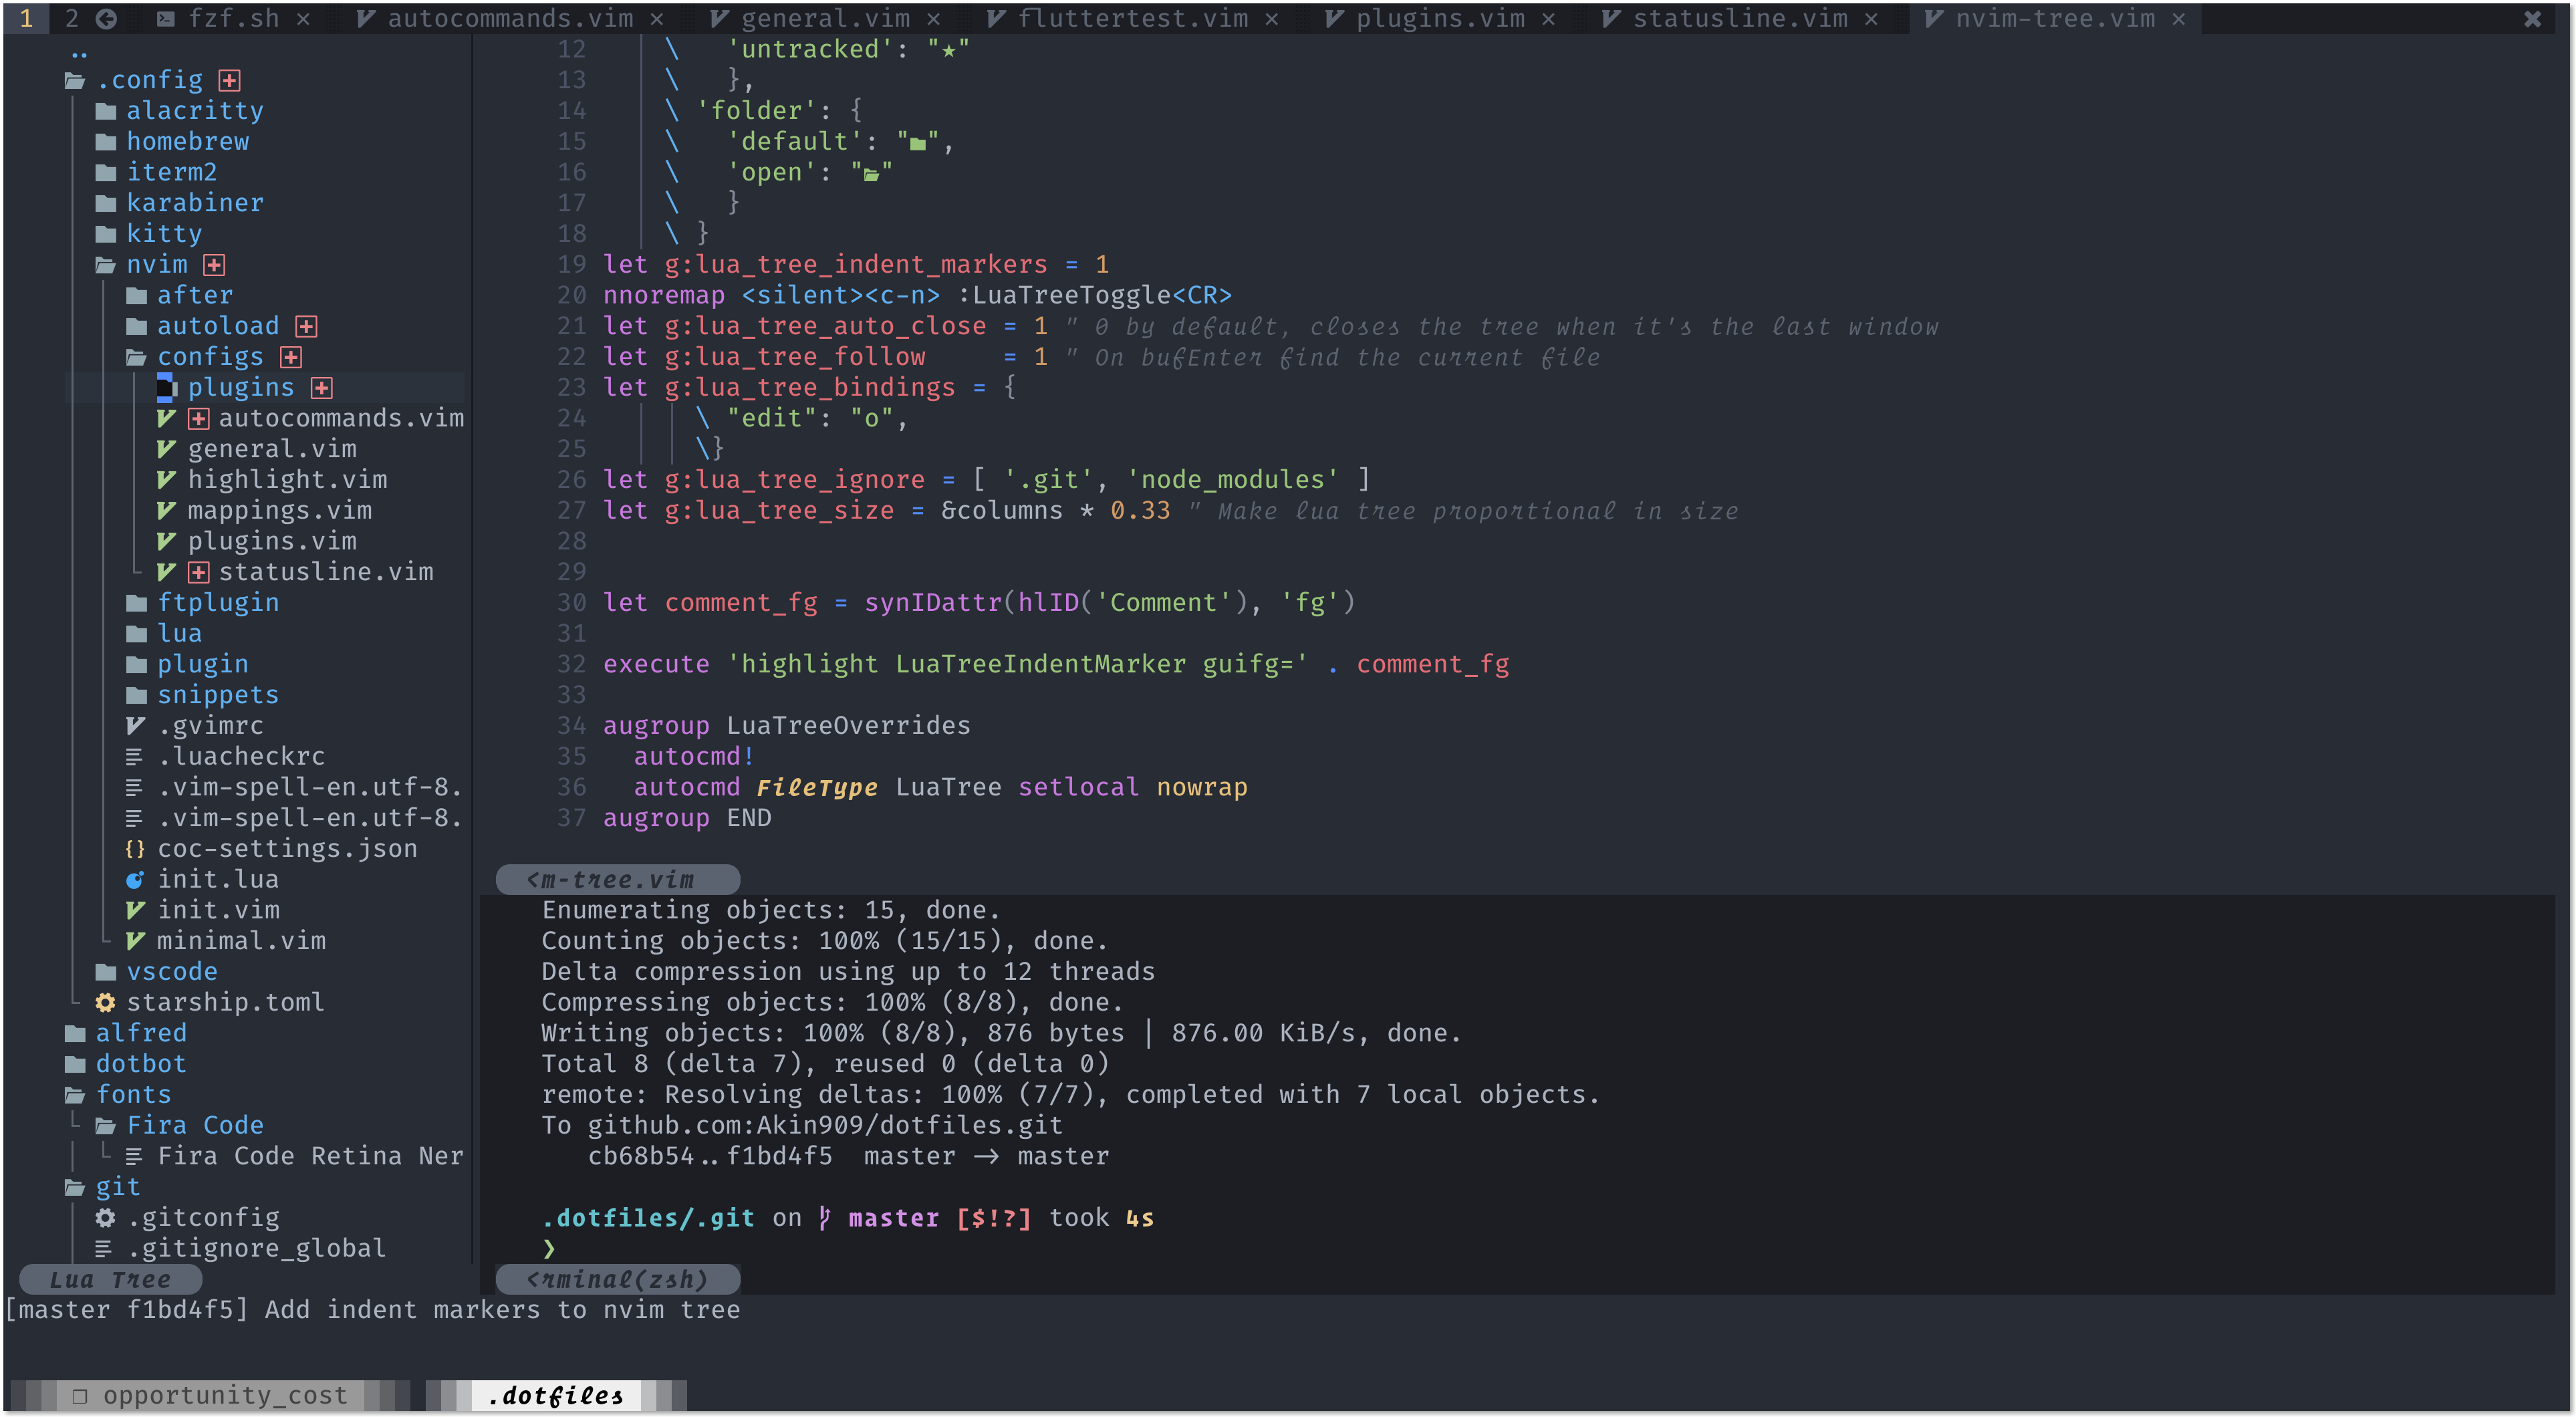 1 2 fzf.sh × autocommands.vim × general.vim × fluttertest.vim × plugins.vim × statusline.vim × nvim-tree.vim ×
..
.config
alacritty
homebrew
iterm2
karabiner
kitty
nvim
after
autoload
configs
plugins
autocommands.vim
general.vim
highlight.vim
mappings.vim
plugins.vim
statusline.vim
ftplugin
lua
plugin
snippets
.gvimrc
.luacheckrc
.vim-spell-en.utf-8.
.vim-spell-en.utf-8.
{} coc-settings.json
init.lua
init.vim
minimal.vim
vscode
starship.toml
alfred
dotbot
fonts
Fira Code
Fira Code Retina Ner
git
.gitconfig
.gitignore_global
Lua Tree
12 \ 'untracked': "★"
13 \ },
14 \ 'folder': {
15 \ 'default': "",
16 \ 'open': ""
17 \ }
18 \ }
19 let g:lua_tree_indent_markers = 1
20 nnoremap <silent><c-n> :LuaTreeToggle<CR>
21 let g:lua_tree_auto_close = 1 " 0 by default, closes the tree when it's the last window
22 let g:lua_tree_follow = 1 " On bufEnter find the current file
23 let g:lua_tree_bindings = {
24 \ "edit": "o",
25 \}
26 let g:lua_tree_ignore = [ '.git', 'node_modules' ]
27 let g:lua_tree_size = &columns * 0.33 " Make lua tree proportional in size
28
29
30 let comment_fg = synIDattr(hlID('Comment'), 'fg')
31
32 execute 'highlight LuaTreeIndentMarker guifg=' . comment_fg
33
34 augroup LuaTreeOverrides
35 autocmd!
36 autocmd FileType LuaTree setlocal nowrap
37 augroup END
<m-tree.vim
Enumerating objects: 15, done.
Counting objects: 100% (15/15), done.
Delta compression using up to 12 threads
Compressing objects: 100% (8/8), done.
Writing objects: 100% (8/8), 876 bytes | 876.00 KiB/s, done.
Total 8 (delta 7), reused 0 (delta 0)
remote: Resolving deltas: 100% (7/7), completed with 7 local objects.
To github.com:Akin909/dotfiles.git
cb68b54..f1bd4f5 master -> master
.dotfiles/.git on master [$!?] took 4s
❯
<rminal(zsh)
[master f1bd4f5] Add indent markers to nvim tree
❐ opportunity_cost .dotfiles